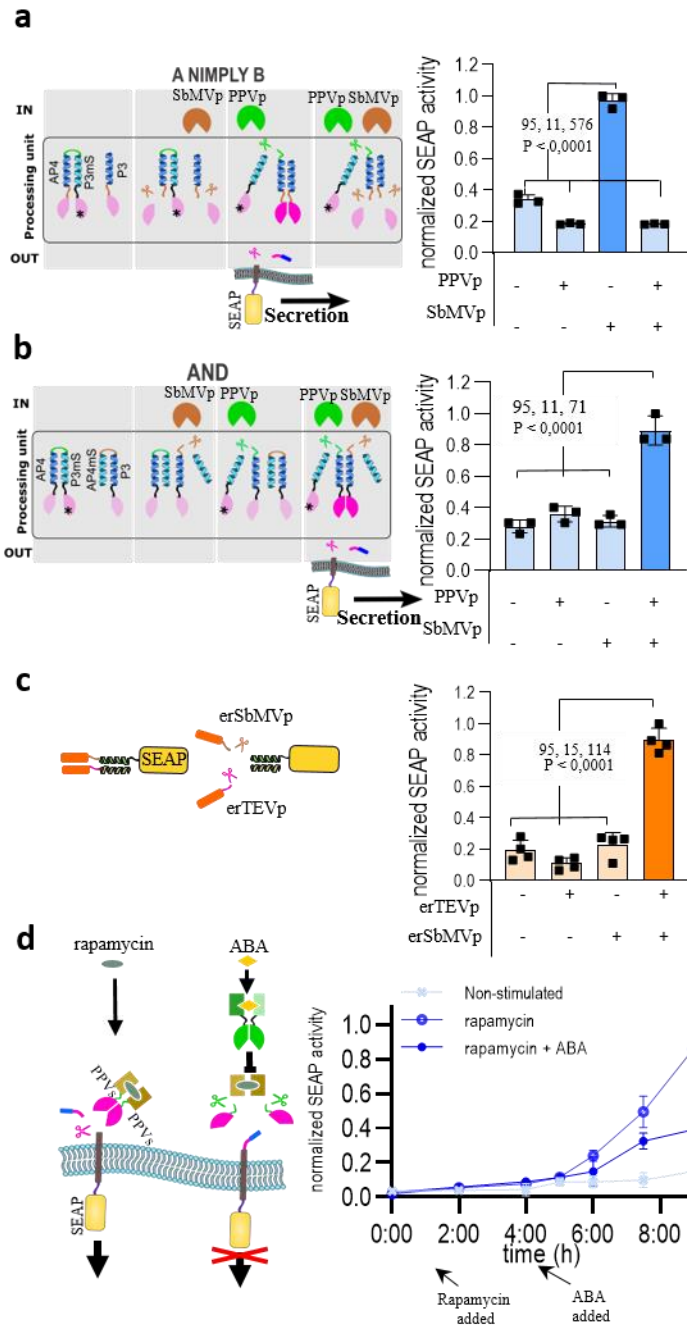 a
A NIMPLY B
IN
SbMVp
PPVp
PPVp
SbMVp
Processing unit
AP4
P3mS
P3
*
*
*
*
OUT
SEAP
Secretion
normalized SEAP activity
1.2
1.0
0.8
0.6
0.4
0.2
0.0
95, 11, 576
P < 0,0001
PPVp - + - +
SbMVp - - + +
b
AND
IN
SbMVp
PPVp
PPVp
SbMVp
Processing unit
AP4
P3mS
AP4mS
P3
*
*
*
*
OUT
SEAP
Secretion
normalized SEAP activity
1.2
1.0
0.8
0.6
0.4
0.2
0.0
95, 11, 71
P < 0,0001
PPVp - + - +
SbMVp - - + +
c
erSbMVp
SEAP
erTEVp
normalized SEAP activity
1.2
1.0
0.8
0.6
0.4
0.2
0.0
95, 15, 114
P < 0,0001
erTEVp - + - +
erSbMVp - - + +
d
rapamycin
ABA
PPVs
PPVs
SEAP
Non-stimulated
rapamycin
rapamycin + ABA
normalized SEAP activity
1.0
0.8
0.6
0.4
0.2
0.0
0:00 2:00 4:00 6:00 8:00
time (h)
Rapamycin
added
ABA
added